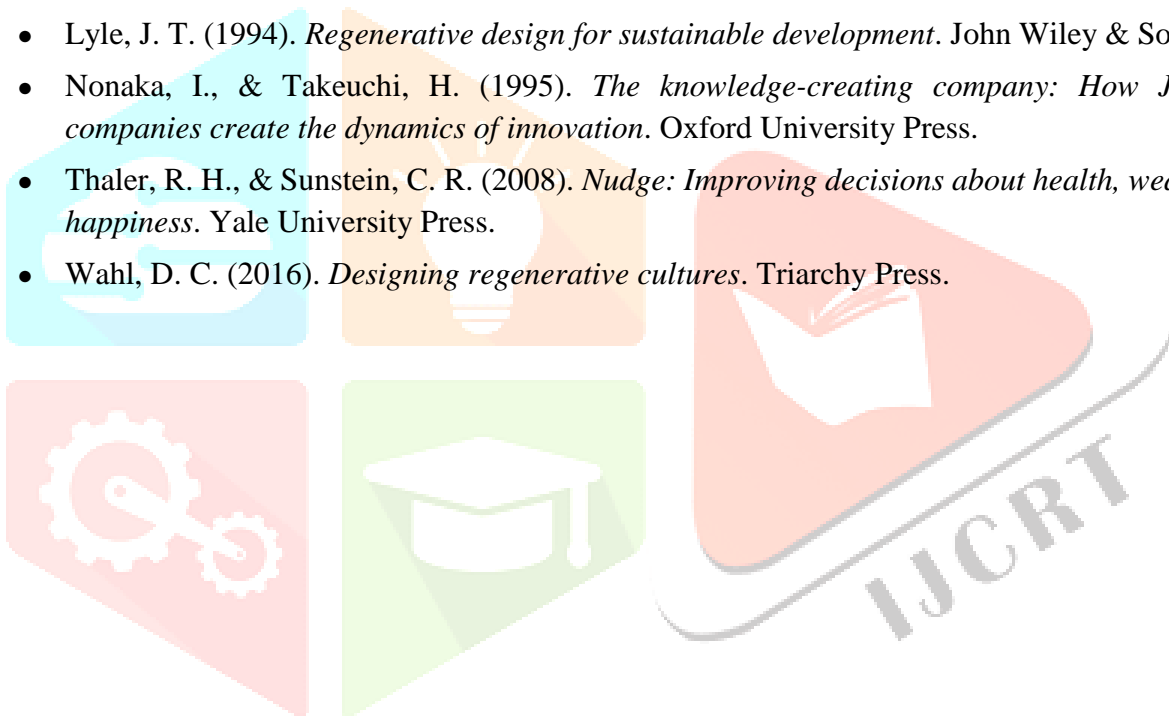 • Lyle, J. T. (1994). Regenerative design for sustainable development. John Wiley & So
• Nonaka, I., & Takeuchi, H. (1995). The knowledge-creating company: How J
companies create the dynamics of innovation. Oxford University Press.
• Thaler, R. H., & Sunstein, C. R. (2008). Nudge: Improving decisions about health, wea
happiness. Yale University Press.
• Wahl, D. C. (2016). Designing regenerative cultures. Triarchy Press.
IJCRT